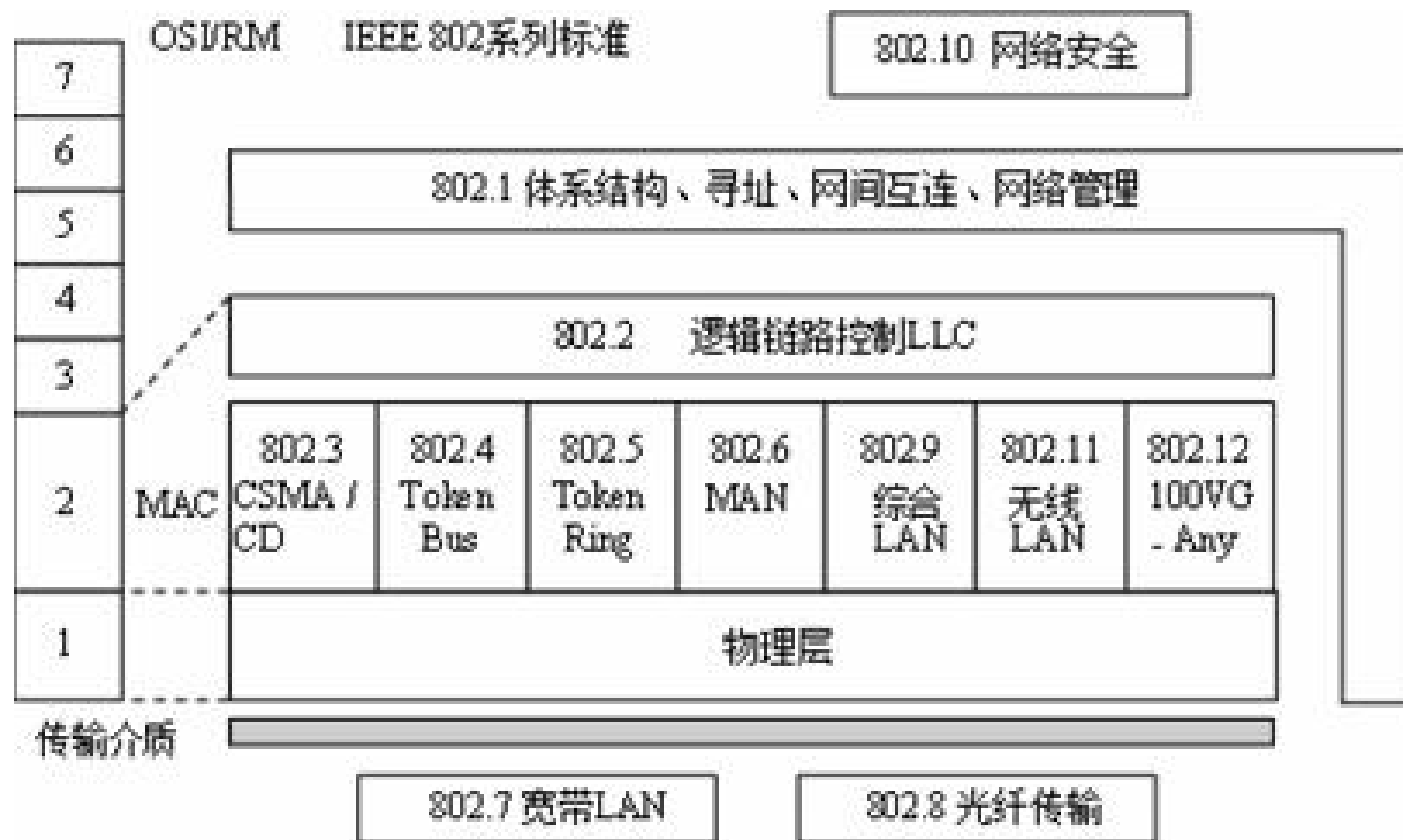 OSI/RM IEEE 802系列标准
802.10 网络安全
7
6
802.1 体系结构、寻址、网间互连、网络管理
5
4
802.2 逻辑链路控制LLC
3
2
MAC
802.3
CSMA /
CD
802.4
Token
Bus
802.5
Token
Ring
802.6
MAN
802.9
综合
LAN
802.11
无线
LAN
802.12
100VG
- Any
1
物理层
传输介质
802.7 宽带LAN
802.8 光纤传输